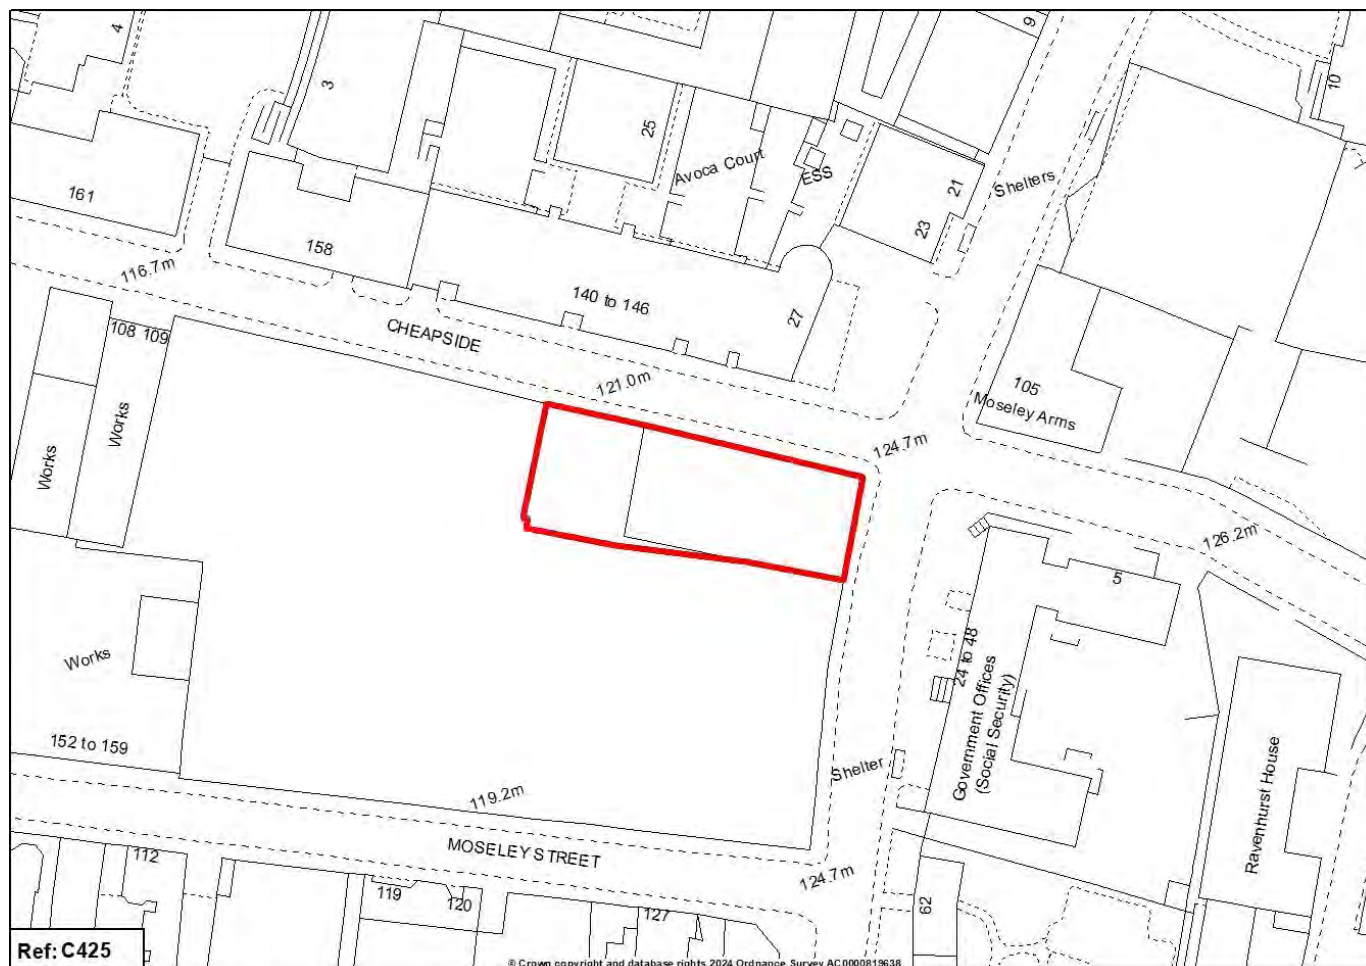 4
3
9
10
25
Avoca Court
ESS
161
21
Shelters
23
158
116.7m
140 to 146
27
108 109
CHEAPSIDE
121.0m
105
Moseley Arms
124.7m
Works
Works
126.2m
5
24 to 48
Government Offices
(Social Security)
Works
152 to 159
Shelter
Ravenhurst House
119.2m
MOSELEY STREET
124.7m
112
119
120
127
62
Ref: C425
© Crown copyright and database rights 2024 Ordnance Survey AC0000819638